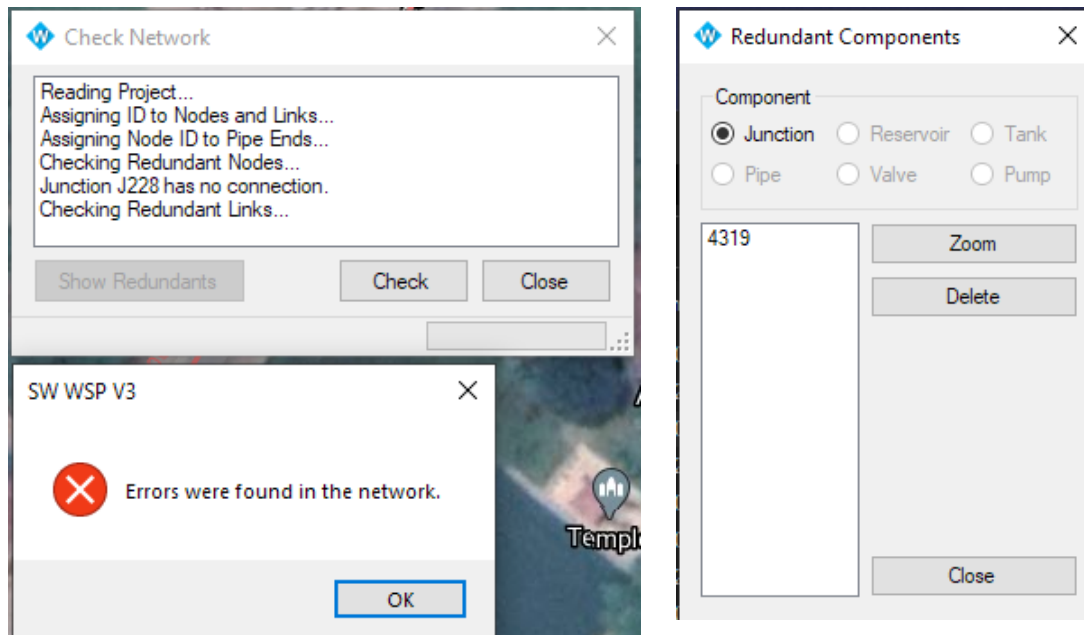 Check Network
Reading Project...
Assigning ID to Nodes and Links...
Assigning Node ID to Pipe Ends...
Checking Redundant Nodes...
Junction J228 has no connection.
Checking Redundant Links...
Show Redundants
Check
Close
SW WSP V3
Errors were found in the network.
OK
Redundant Components
Component
Junction Reservoir Tank
Pipe Valve Pump
4319
Zoom
Delete
Close